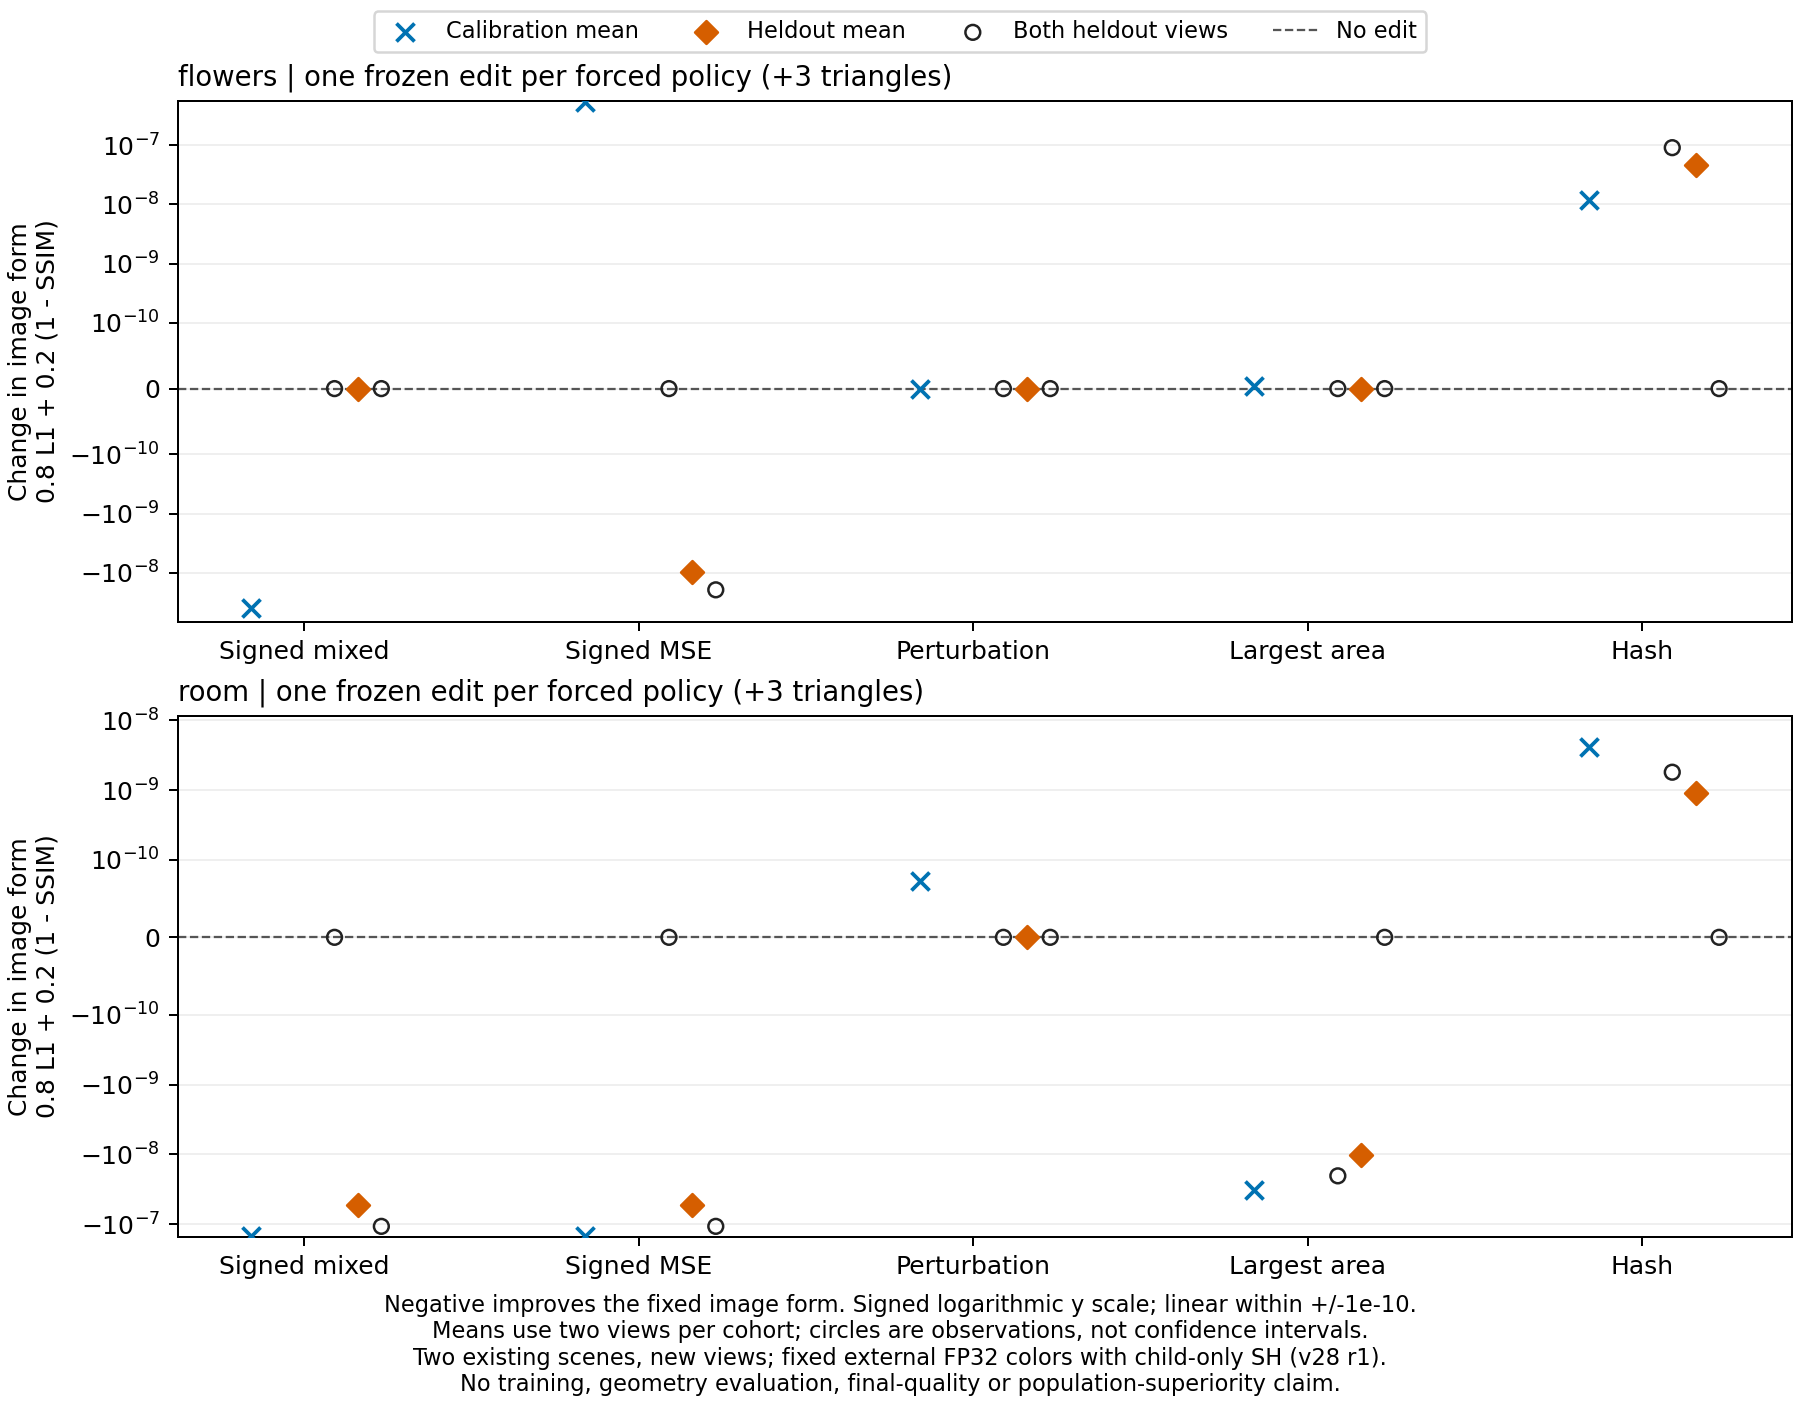 Calibration mean Heldout mean Both heldout views No edit
flowers | one frozen edit per forced policy (+3 triangles)
Change in image form
0.8 L1 + 0.2 (1 - SSIM)
10⁻⁷
10⁻⁸
10⁻⁹
10⁻¹⁰
0
−10⁻¹⁰
−10⁻⁹
−10⁻⁸
Signed mixed Signed MSE Perturbation Largest area Hash
room | one frozen edit per forced policy (+3 triangles)
Change in image form
0.8 L1 + 0.2 (1 - SSIM)
10⁻⁸
10⁻⁹
10⁻¹⁰
0
−10⁻¹⁰
−10⁻⁹
−10⁻⁸
−10⁻⁷
Signed mixed Signed MSE Perturbation Largest area Hash
Negative improves the fixed image form. Signed logarithmic y scale; linear within +/-1e-10.
Means use two views per cohort; circles are observations, not confidence intervals.
Two existing scenes, new views; fixed external FP32 colors with child-only SH (v28 r1).
No training, geometry evaluation, final-quality or population-superiority claim.